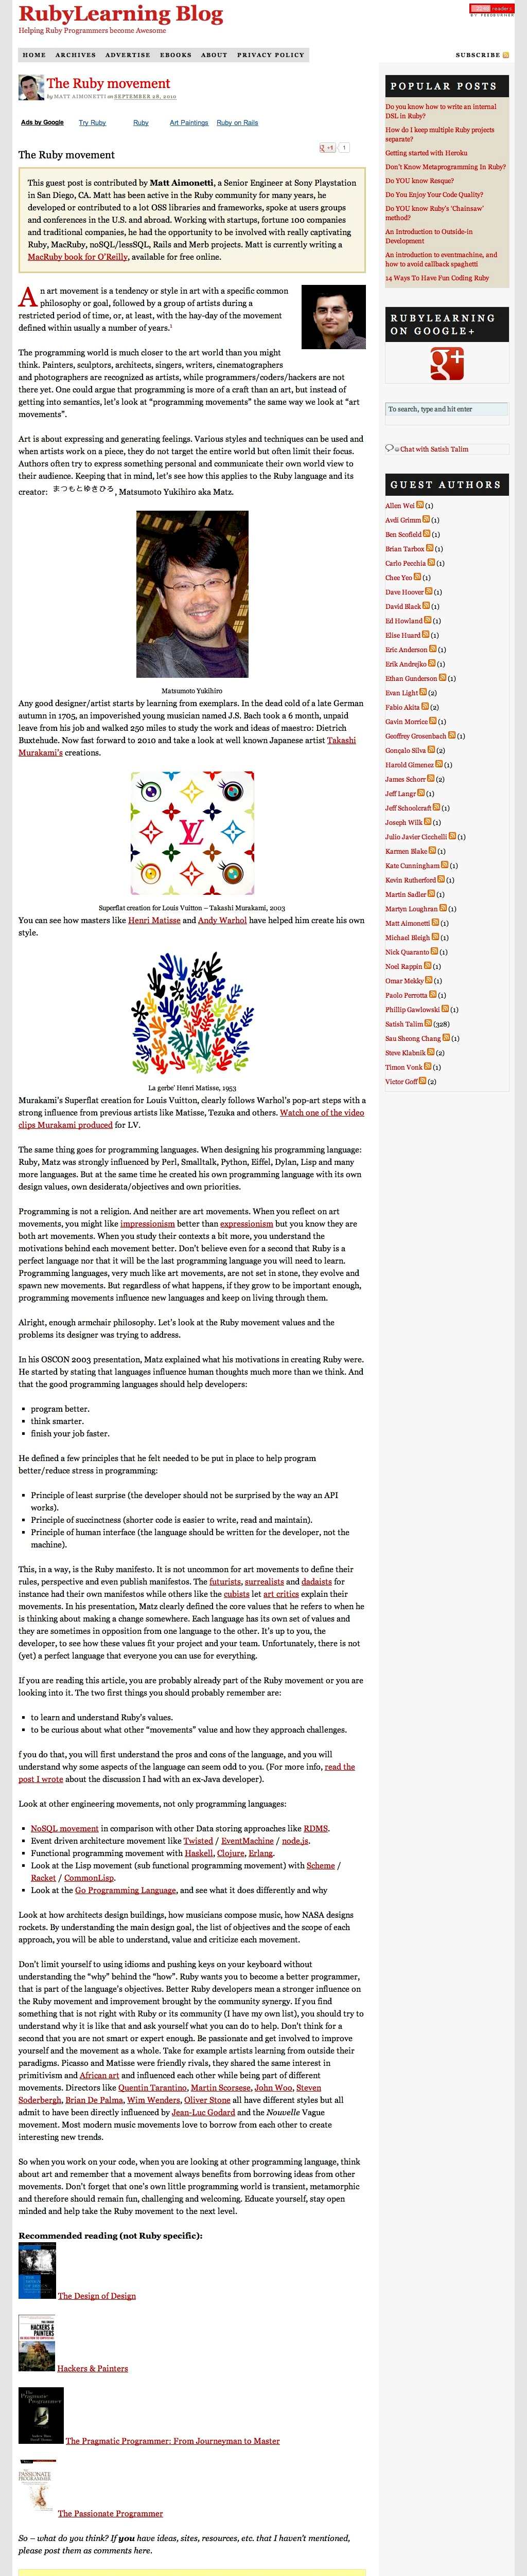 RubyLearning Blog
Helping Ruby Programmers become Awesome
readers
BY FEEDBURNER
HOME ARCHIVES ADVERTISE EBOOKS ABOUT PRIVACY POLICY
SUBSCRIBE
The Ruby movement
by MATT AIMONETTI on SEPTEMBER 28, 2010
Ads by Google Try Ruby Ruby Art Paintings Ruby on Rails
+1 1
The Ruby movement
This guest post is contributed by Matt Aimonetti, a Senior Engineer at Sony Playstation
in San Diego, CA. Matt has been active in the Ruby community for many years, he
developed or contributed to a lot OSS libraries and frameworks, spoke at users groups
and conferences in the U.S. and abroad. Working with startups, fortune 100 companies
and traditional companies, he had the opportunity to be involved with really captivating
Ruby, MacRuby, noSQL/lessSQL, Rails and Merb projects. Matt is currently writing a
MacRuby book for O'Reilly, available for free online.
An art movement is a tendency or style in art with a specific common
philosophy or goal, followed by a group of artists during a
restricted period of time, or, at least, with the hay-day of the movement
defined within usually a number of years.¹
The programming world is much closer to the art world than you might
think. Painters, sculptors, architects, singers, writers, cinematographers
and photographers are recognized as artists, while programmers/coders/hackers are not
there yet. One could argue that programming is more of a craft than an art, but instead of
getting into semantics, let's look at "programming movements" the same way we look at "art
movements".
Art is about expressing and generating feelings. Various styles and techniques can be used and
when artists work on a piece, they do not target the entire world but often limit their focus.
Authors often try to express something personal and communicate their own world view to
their audience. Keeping that in mind, let's see how this applies to the Ruby language and its
creator: まつもとゆきひろ, Matsumoto Yukihiro aka Matz.
Matsumoto Yukihiro
Any good designer/artist starts by learning from exemplars. In the dead cold of a late German
autumn in 1705, an impoverished young musician named J.S. Bach took a 6 month, unpaid
leave from his job and walked 250 miles to study the work and ideas of maestro: Dietrich
Buxtehude. Now fast forward to 2010 and take a look at well known Japanese artist Takashi
Murakami's creations.
Superflat creation for Louis Vuitton – Takashi Murakami, 2003
You can see how masters like Henri Matisse and Andy Warhol have helped him create his own
style.
La gerbe' Henri Matisse, 1953
Murakami's Superflat creation for Louis Vuitton, clearly follows Warhol's pop-art steps with a
strong influence from previous artists like Matisse, Tezuka and others. Watch one of the video
clips Murakami produced for LV.
The same thing goes for programming languages. When designing his programming language:
Ruby, Matz was strongly influenced by Perl, Smalltalk, Python, Eiffel, Dylan, Lisp and many
more languages. But at the same time he created his own programming language with its own
design values, own desiderata/objectives and own priorities.
Programming is not a religion. And neither are art movements. When you reflect on art
movements, you might like impressionism better than expressionism but you know they are
both art movements. When you study their contexts a bit more, you understand the
motivations behind each movement better. Don't believe even for a second that Ruby is a
perfect language nor that it will be the last programming language you will need to learn.
Programming languages, very much like art movements, are not set in stone, they evolve and
spawn new movements. But regardless of what happens, if they grow to be important enough,
programming movements influence new languages and keep on living through them.
Alright, enough armchair philosophy. Let's look at the Ruby movement values and the
problems its designer was trying to address.
In his OSCON 2003 presentation, Matz explained what his motivations in creating Ruby were.
He started by stating that languages influence human thoughts much more than we think. And
that the good programming languages should help developers:
program better.
think smarter.
finish your job faster.
He defined a few principles that he felt needed to be put in place to help program
better/reduce stress in programming:
Principle of least surprise (the developer should not be surprised by the way an API
works).
Principle of succinctness (shorter code is easier to write, read and maintain).
Principle of human interface (the language should be written for the developer, not the
machine).
This, in a way, is the Ruby manifesto. It is not uncommon for art movements to define their
rules, perspective and even publish manifestos. The futurists, surrealists and dadaists for
instance had their own manifestos while others like the cubists let art critics explain their
movements. In his presentation, Matz clearly defined the core values that he refers to when he
is thinking about making a change somewhere. Each language has its own set of values and
they are sometimes in opposition from one language to the other. It's up to you, the
developer, to see how these values fit your project and your team. Unfortunately, there is not
(yet) a perfect language everyone you can use for everything.
If you are reading this article, you are probably already part of the Ruby movement or you are
looking into it. The two first things you should probably remember are:
to learn and understand Ruby's values.
to be curious about what other "movements" value and how they approach challenges.
if you do that, you will first understand the pros and cons of the language, and you will
understand why some aspects of the language can seem odd to you. (For more info, read the
post I wrote about the discussion I had with an ex-Java developer).
Look at other engineering movements, not only programming languages:
NoSQL movement in comparison with other Data storing approaches like RDMS.
Event driven architecture movement like Twisted / EventMachine / node.js.
Functional programming movement with Haskell, Clojure, Erlang.
Look at the Lisp movement (sub functional programming movement) with Scheme /
Racket / CommonLisp.
Look at the Go Programming Language, and see what it does differently and why
Look at how architects design buildings, how musicians compose music, how NASA designs
rockets. By understanding the main design goal, the list of objectives and the scope of each
approach, you will be able to understand, value and criticize each movement.
Don't limit yourself to using idioms and pushing keys on your keyboard without
understanding the "why" behind the "how". Ruby wants you to become a better programmer,
that is part of the language's objectives. Better Ruby developers mean a stronger influence on
the Ruby movement and improvement brought by the community synergy. If you find
something that is not right with Ruby or its community (I have my own list), you should try to
understand why it is like that and ask yourself what you can do to help. Don't think for a
second that you are not smart or expert enough. Be passionate and get involved to improve
yourself and the movement as a whole. Take for example artists learning from outside their
paradigms. Picasso and Matisse were friendly rivals, they shared the same interest in
primitivism and African art and influenced each other while being part of different
movements. Directors like Quentin Tarantino, Martin Scorsese, John Woo, Steven
Soderbergh, Brian De Palma, Wim Wenders, Oliver Stone all have different styles but all
admit to have been directly influenced by Jean-Luc Godard and the Nouvelle Vague
movement. Most modern music movements love to borrow from each other to create
interesting new trends.
So when you work on your code, when you are looking at other programming language, think
about art and remember that a movement always benefits from borrowing ideas from other
movements. Don't forget that one's own little programming world is transient, metamorphic
and therefore should remain fun, challenging and welcoming. Educate yourself, stay open
minded and help take the Ruby movement to the next level.
Recommended reading (not Ruby specific):
The Design of Design
HACKERS & PAINTERS
Hackers & Painters
The Pragmatic Programmer
The Pragmatic Programmer: From Journeyman to Master
THE PASSIONATE PROGRAMMER
The Passionate Programmer
So – what do you think? If you have ideas, sites, resources, etc. that I haven't mentioned,
please post them as comments here.
POPULAR POSTS
Do you know how to write an internal
DSL in Ruby?
How do I keep multiple Ruby projects
separate?
Getting started with Heroku
Don't Know Metaprogramming In Ruby?
Do YOU know Resque?
Do You Enjoy Your Code Quality?
Do YOU know Ruby's 'Chainsaw'
method?
An Introduction to Outside-in
Development
An introduction to eventmachine, and
how to avoid callback spaghetti
14 Ways To Have Fun Coding Ruby
RUBYLEARNING
ON GOOGLE+
g+
To search, type and hit enter
Chat with Satish Talim
GUEST AUTHORS
Allen Wei (1)
Avdi Grimm (1)
Ben Scofield (1)
Brian Tarbox (1)
Carlo Pecchia (1)
Chee Yeo (1)
Dave Hoover (1)
David Black (1)
Ed Howland (1)
Elise Huard (1)
Eric Anderson (1)
Erik Andrejko (1)
Ethan Gunderson (1)
Evan Light (2)
Fabio Akita (2)
Gavin Morrice (1)
Geoffrey Grosenbach (1)
Gonçalo Silva (2)
Harold Gimenez (1)
James Schorr (2)
Jeff Langr (1)
Jeff Schoolcraft (1)
Joseph Wilk (1)
Julio Javier Cicchelli (1)
Karmen Blake (1)
Kate Cunningham (1)
Kevin Rutherford (1)
Martin Sadler (1)
Martyn Loughran (1)
Matt Aimonetti (1)
Michael Bleigh (1)
Nick Quaranto (1)
Noel Rappin (1)
Omar Mekky (1)
Paolo Perrotta (1)
Phillip Gawlowski (1)
Satish Talim (328)
Sau Sheong Chang (1)
Steve Klabnik (2)
Timon Vonk (1)
Victor Goff (2)